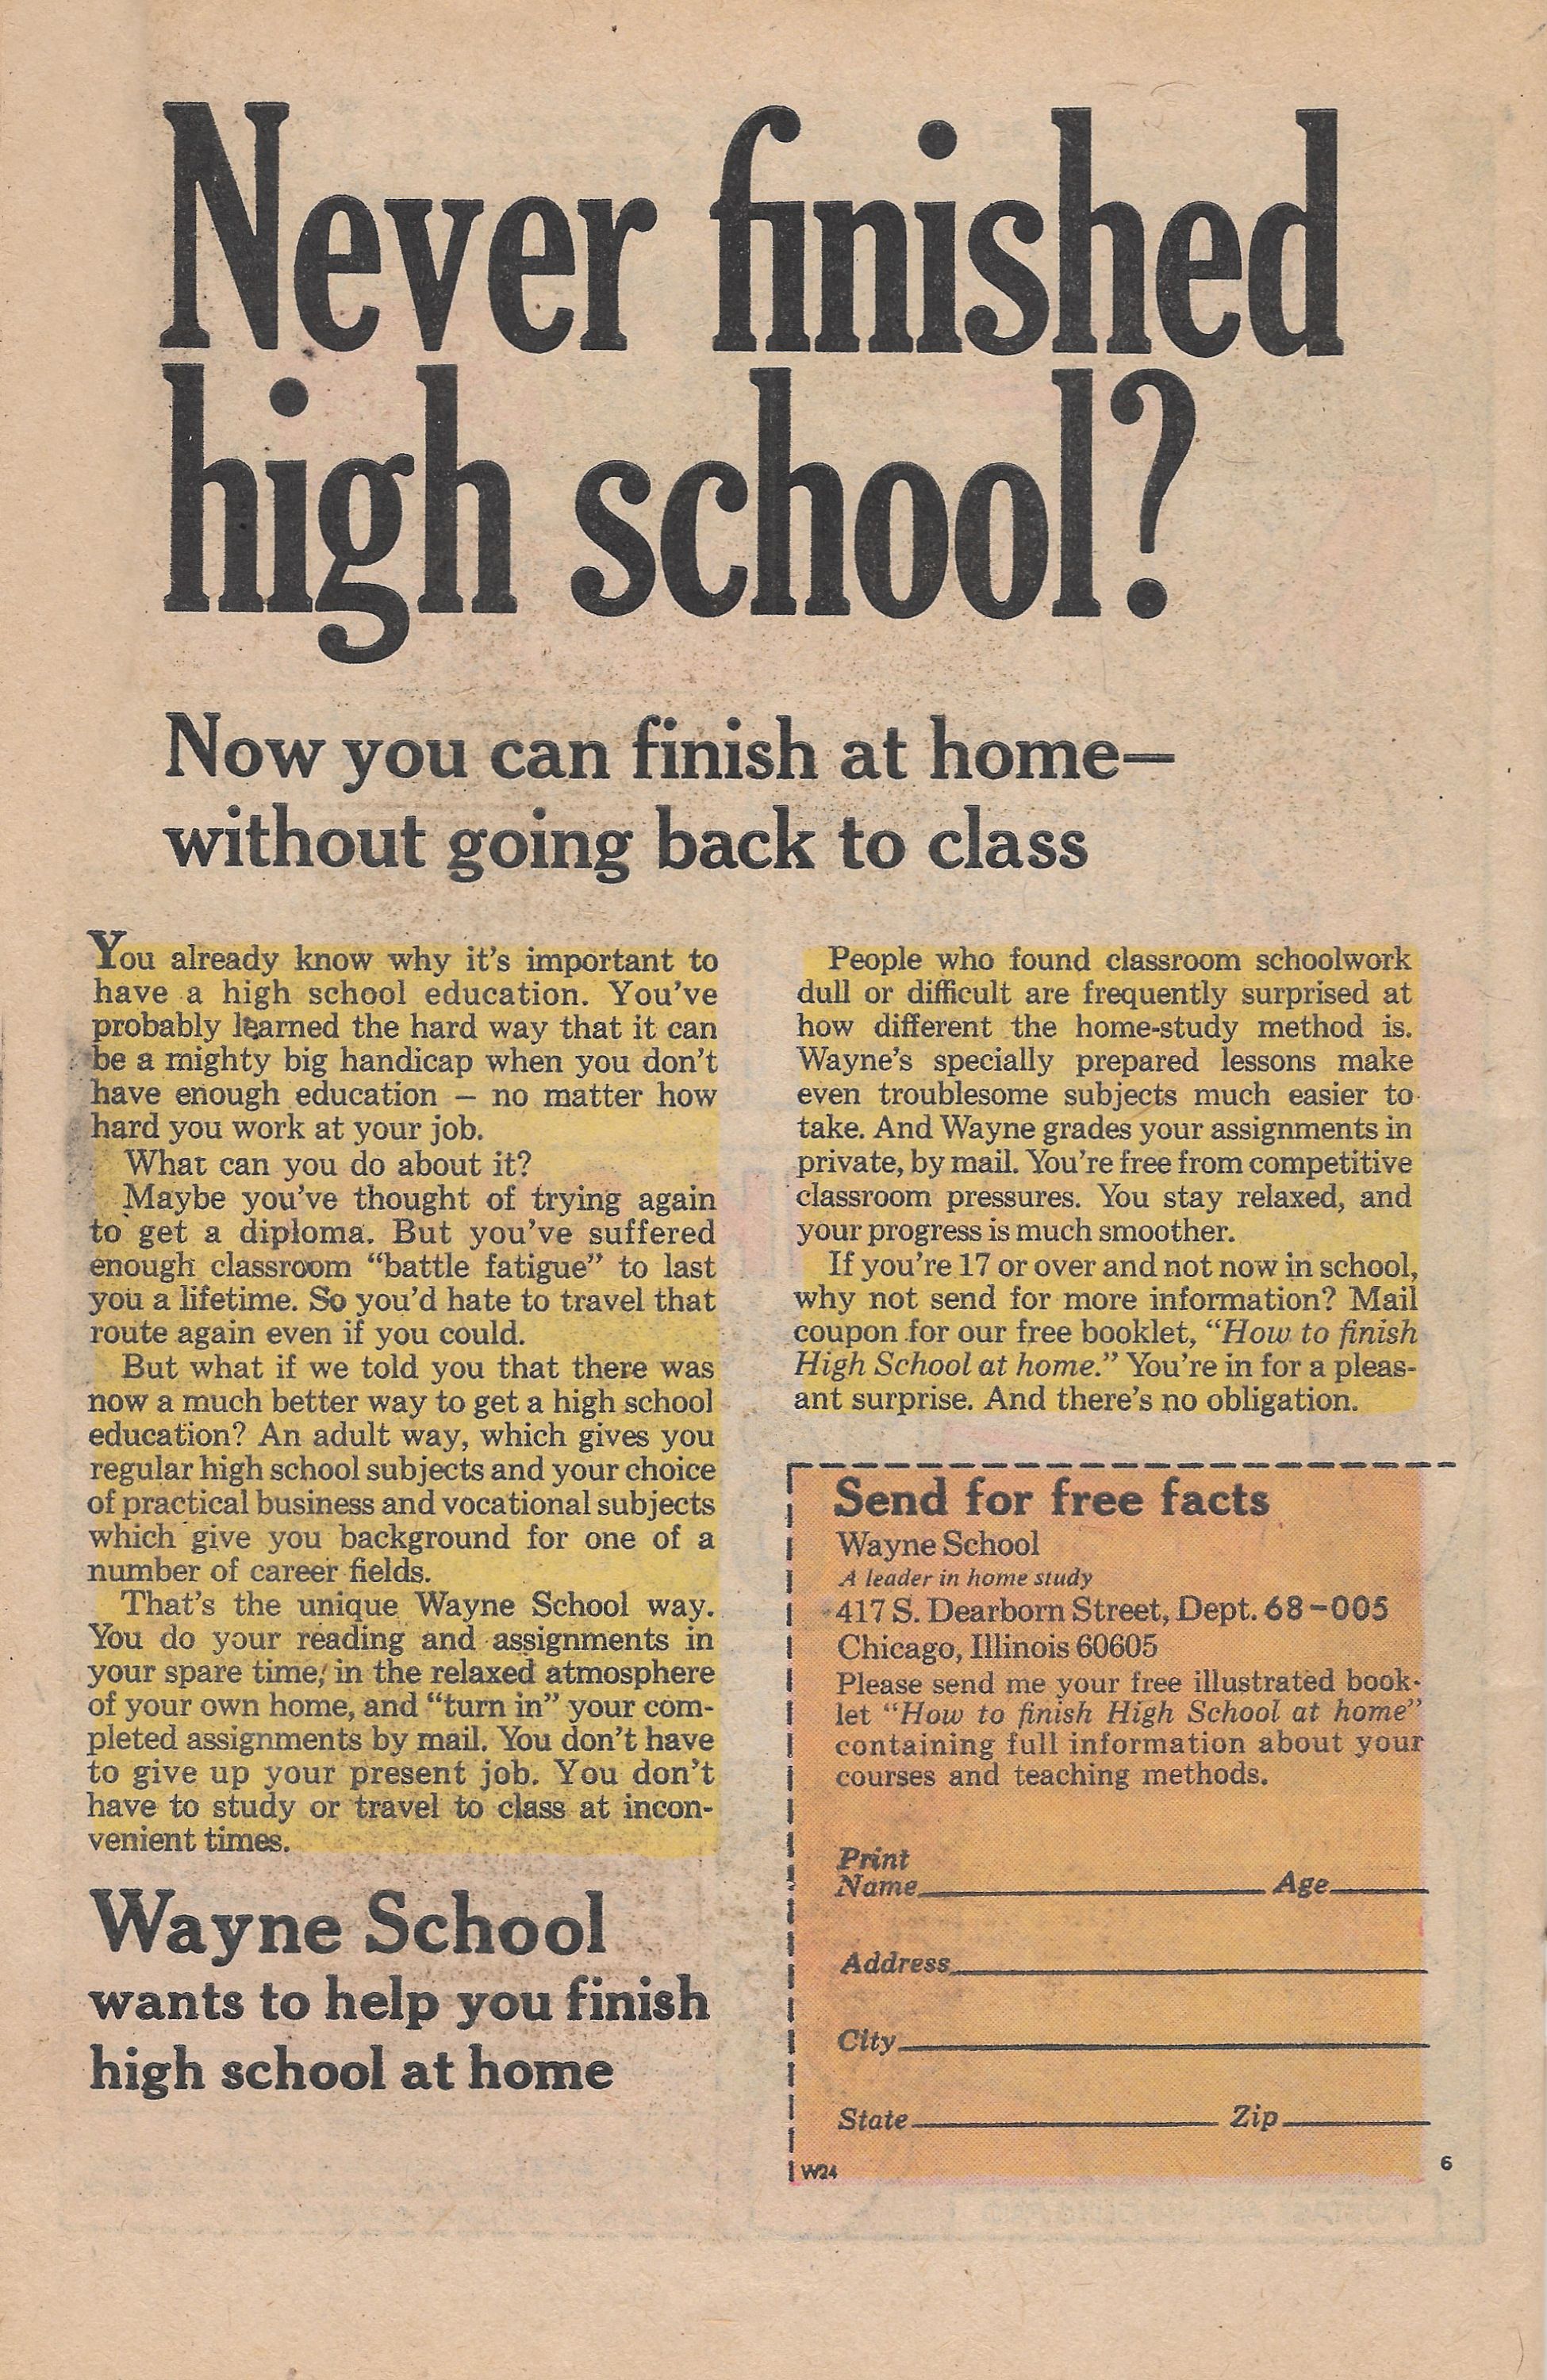 Never finished
high school?
Now you can finish at home—
without going back to class
You already know why it's important to
have a high school education. You've
probably learned the hard way that it can
be a mighty big handicap when you don't
have enough education — no matter how
hard you work at your job.
What can you do about it?
Maybe you've thought of trying again
to get a diploma. But you've suffered
enough classroom “battle fatigue” to last
you a lifetime. So you'd hate to travel that
route again even if you could.
But what if we told you that there was
now a much better way to get a high school
education? An adult way, which gives you
regular high school subjects and your choice
of practical business and vocational subjects
which give you background for one of a
number of career fields.
That's the unique Wayne School way.
You do your reading and assignments in
your spare time, in the relaxed atmosphere
of your own home, and “turn in” your com-
pleted assignments by mail. You don't have
to give up your present job. You don't
have to study or travel to class at incon-
venient times.
Wayne School
wants to help you finish
high school at home
People who found classroom schoolwork
dull or difficult are frequently surprised at
how different the home-study method is.
Wayne's specially prepared lessons make
even troublesome subjects much easier to
take. And Wayne grades your assignments in
private, by mail. You're free from competitive
classroom pressures. You stay relaxed, and
your progress is much smoother.
If you're 17 or over and not now in school,
why not send for more information? Mail
coupon for our free booklet, “How to finish
High School at home.” You're in for a pleas-
ant surprise. And there's no obligation.
Send for free facts
Wayne School
A leader in home study
417 S. Dearborn Street, Dept. 68-005
Chicago, Illinois 60605
Please send me your free illustrated book-
let “How to finish High School at home”
containing full information about your
courses and teaching methods.
Print
Name Age
Address
City
State Zip
W24
6